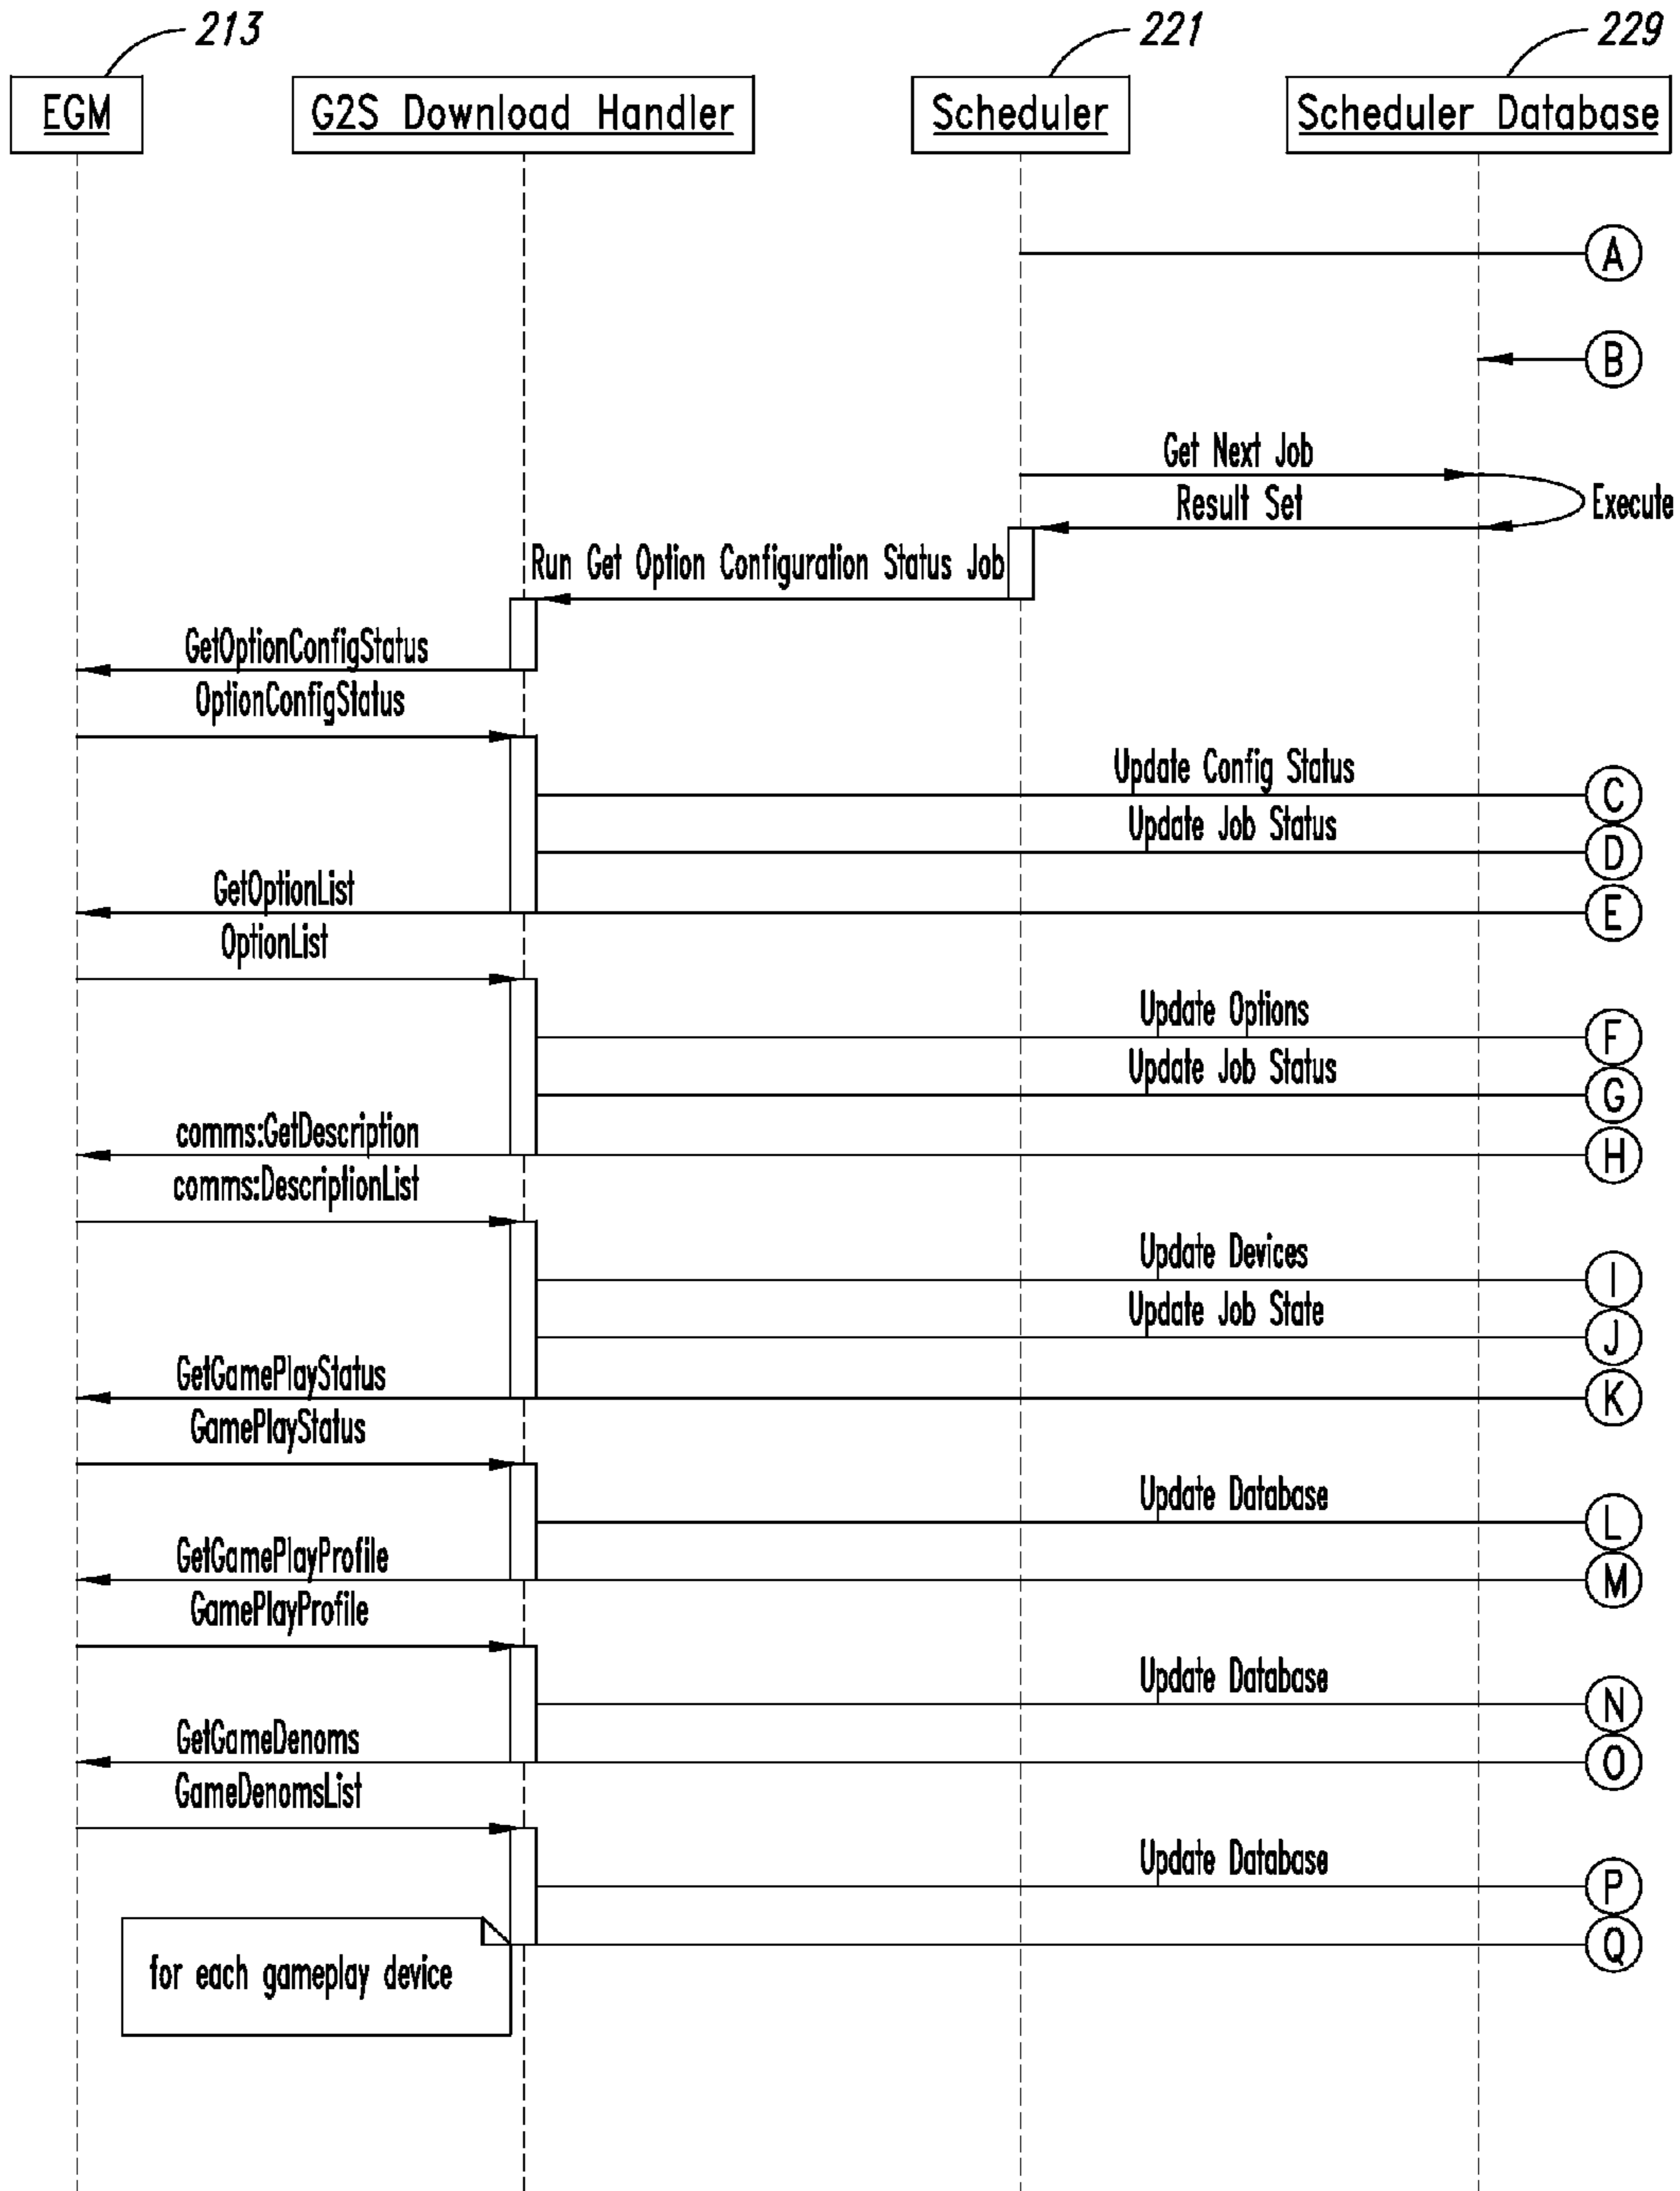 213
221
229
EGM
G2S Download Handler
Scheduler
Scheduler Database
A
B
Get Next Job
Result Set
Execute
Run Get Option Configuration Status Job
GetOptionConfigStatus
OptionConfigStatus
Update Config Status
C
Update Job Status
D
GetOptionList
E
OptionList
Update Options
F
Update Job Status
G
comms:GetDescription
H
comms:DescriptionList
Update Devices
I
Update Job State
J
GetGamePlayStatus
K
GamePlayStatus
Update Database
L
GetGamePlayProfile
M
GamePlayProfile
Update Database
N
GetGameDenoms
O
GameDenomsList
Update Database
P
Q
for each gameplay device